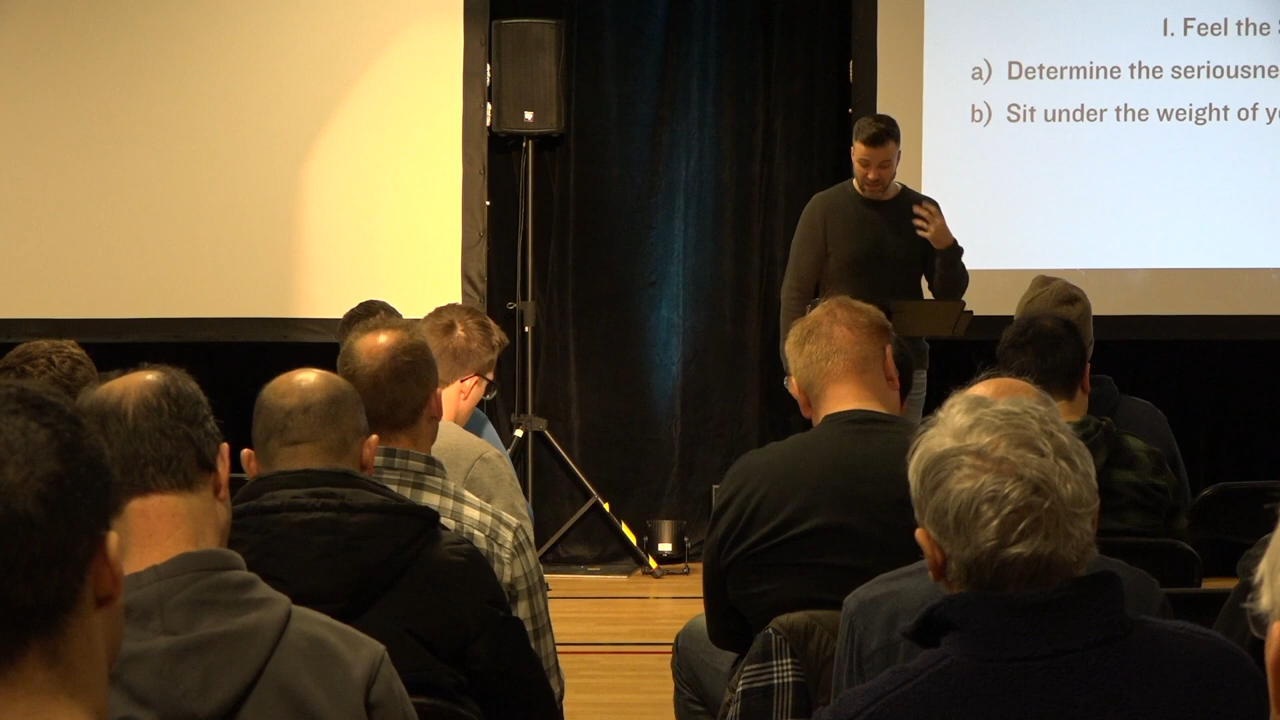 I. Feel the
a) Determine the seriousne
b) Sit under the weight of y